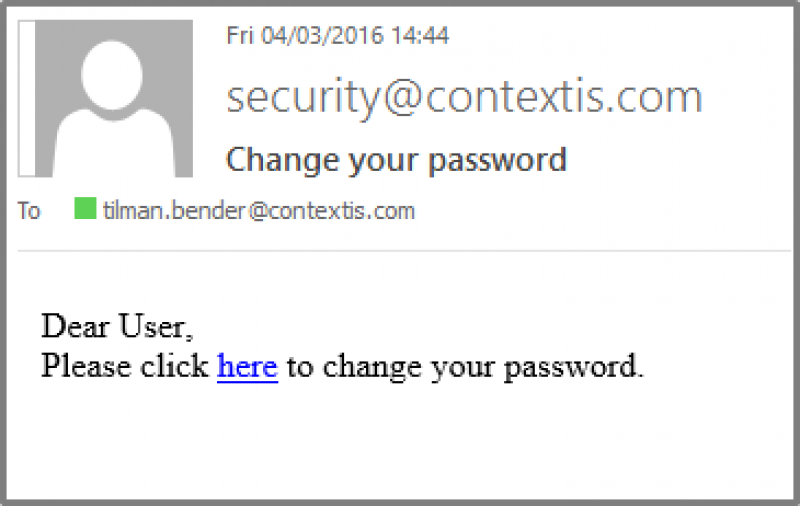 Fri 04/03/2016 14:44
security@contextis.com
Change your password
To tilman.bender@contextis.com
Dear User,
Please click here to change your password.